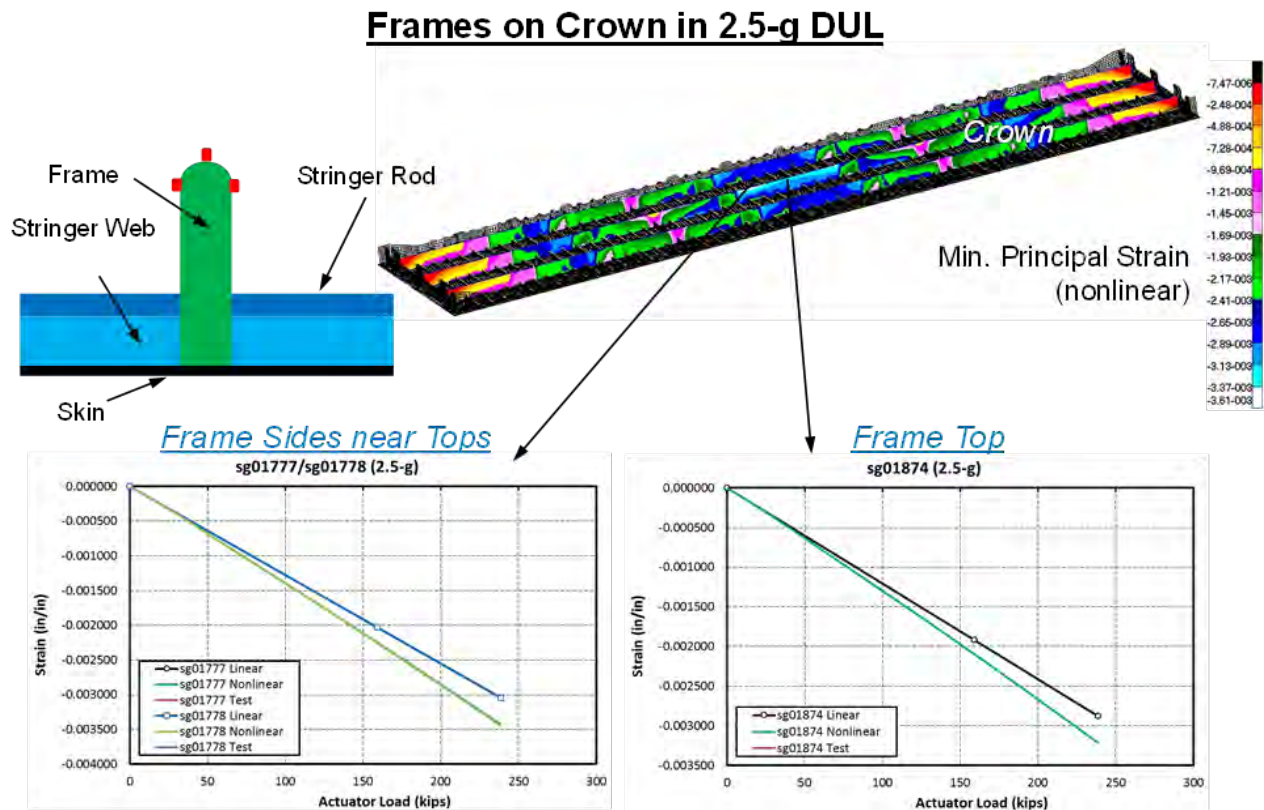 Frames on Crown in 2.5-g DUL
Frame
Stringer Web
Stringer Rod
Skin
Crown
Min. Principal Strain
(nonlinear)
-7.47-006
-2.48-004
-4.88-004
-7.28-004
-9.69-004
-1.21-003
-1.45-003
-1.69-003
-1.93-003
-2.17-003
-2.41-003
-2.65-003
-2.89-003
-3.13-003
-3.37-003
-3.61-003
Frame Sides near Tops
sg01777/sg01778 (2.5-g)
Strain (in/in)
0.000000
-0.000500
-0.001000
-0.001500
-0.002000
-0.002500
-0.003000
-0.003500
-0.004000
sg01777 Linear
sg01777 Nonlinear
sg01777 Test
sg01778 Linear
sg01778 Nonlinear
sg01778 Test
0 50 100 150 200 250 300
Actuator Load (kips)
Frame Top
sg01874 (2.5-g)
Strain (in/in)
0.000000
-0.000500
-0.001000
-0.001500
-0.002000
-0.002500
-0.003000
-0.003500
sg01874 Linear
sg01874 Nonlinear
sg01874 Test
0 50 100 150 200 250 300
Actuator Load (kips)